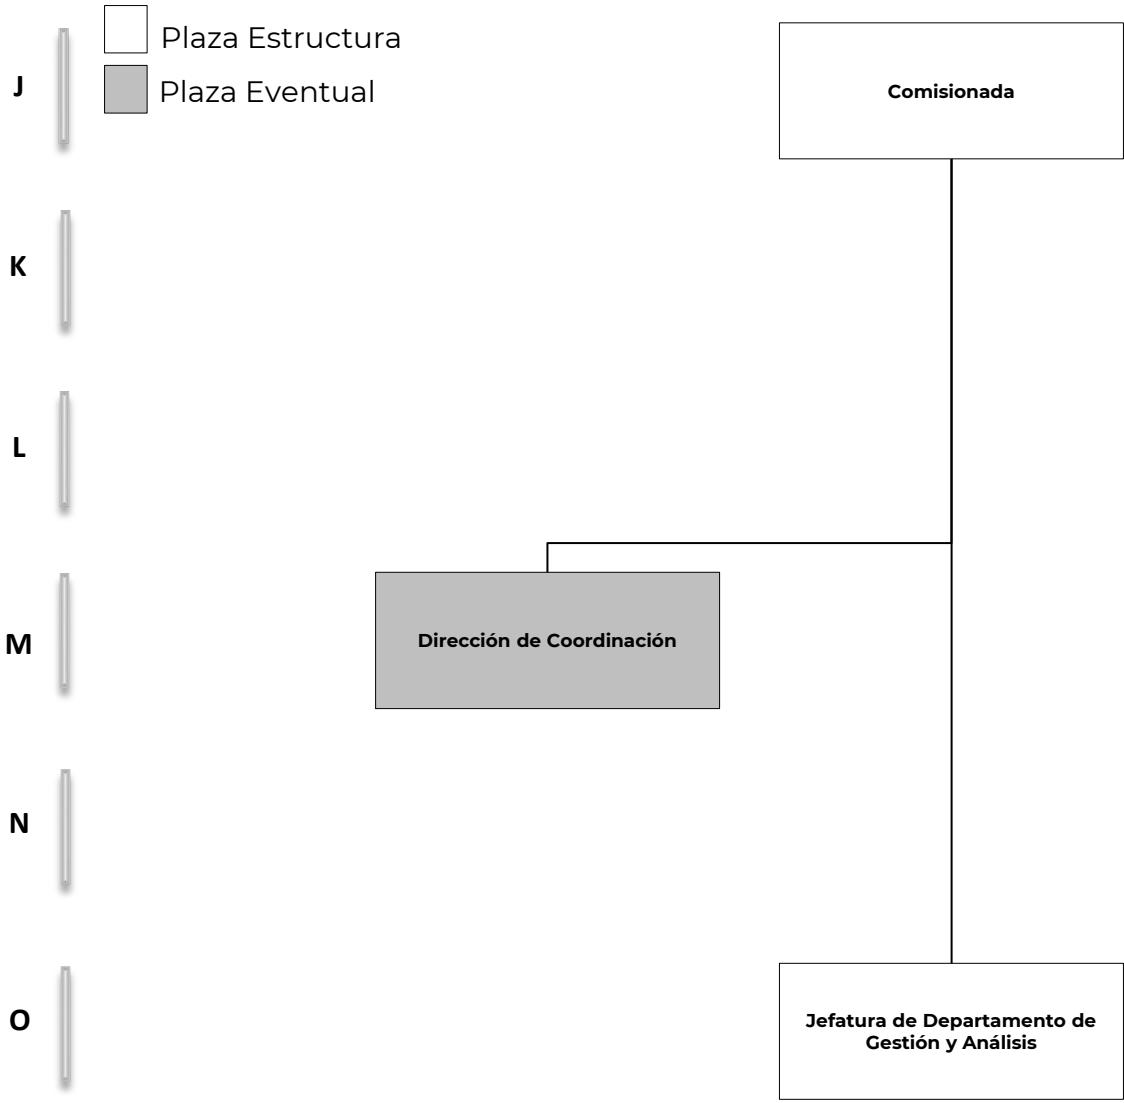 Plaza Estructura
Plaza Eventual
J
Comisionada
K
L
M
Dirección de Coordinación
N
O
Jefatura de Departamento de
Gestión y Análisis